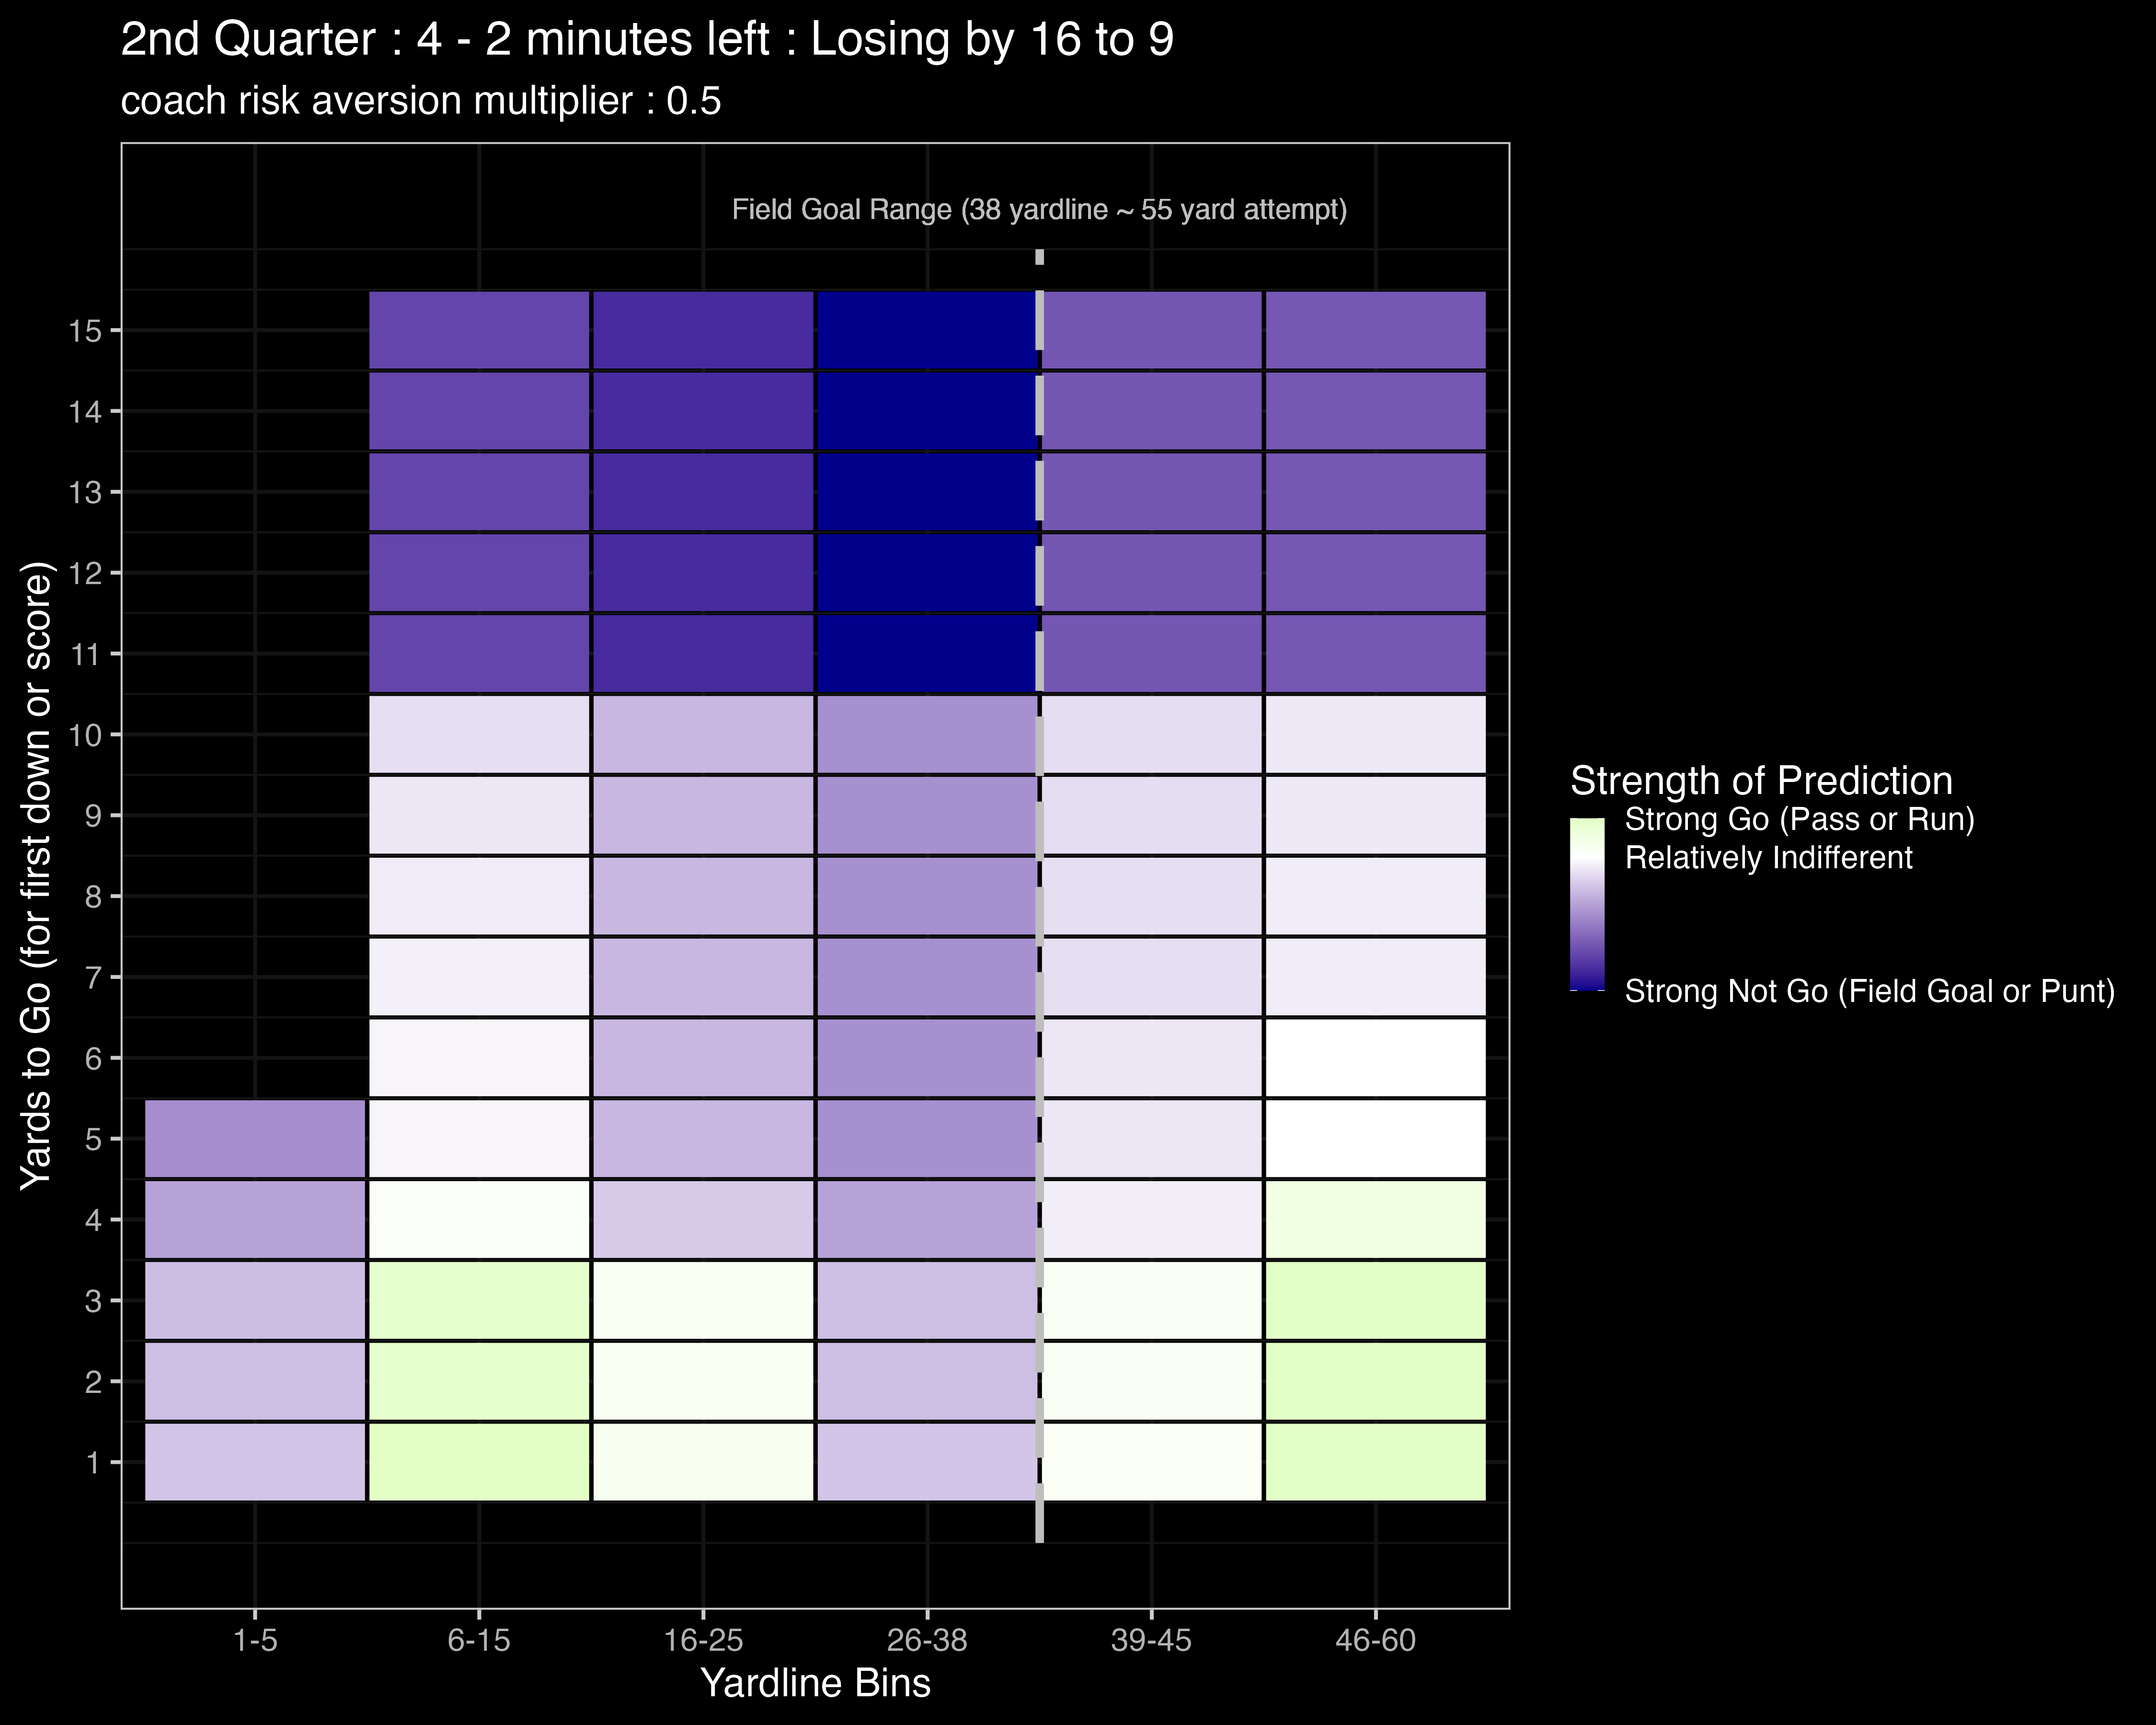 2nd Quarter : 4 - 2 minutes left : Losing by 16 to 9
coach risk aversion multiplier : 0.5
Field Goal Range (38 yardline ~ 55 yard attempt)
Yards to Go (for first down or score)
15
14
13
12
11
10
9
8
7
6
5
4
3
2
1
1-5
6-15
16-25
26-38
39-45
46-60
Yardline Bins
Strength of Prediction
Strong Go (Pass or Run)
Relatively Indifferent
Strong Not Go (Field Goal or Punt)